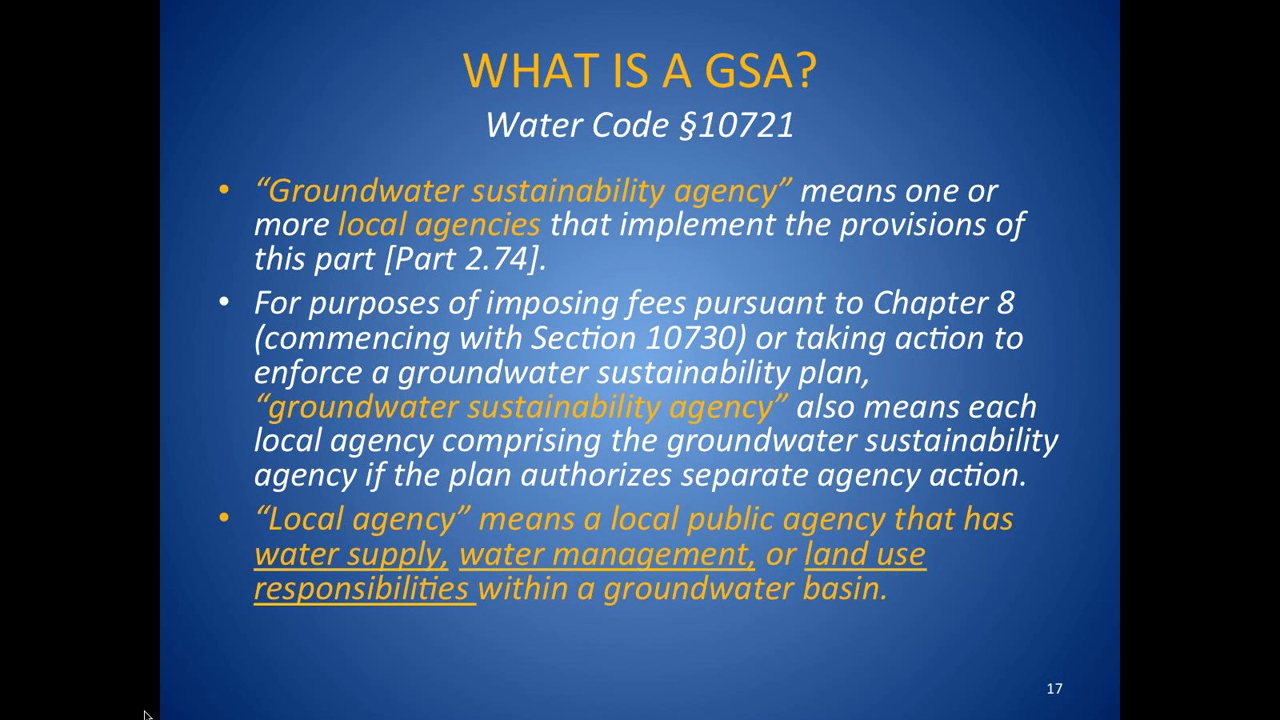 WHAT IS A GSA?
Water Code §10721
• “Groundwater sustainability agency” means one or
more local agencies that implement the provisions of
this part [Part 2.74].
• For purposes of imposing fees pursuant to Chapter 8
(commencing with Section 10730) or taking action to
enforce a groundwater sustainability plan,
“groundwater sustainability agency” also means each
local agency comprising the groundwater sustainability
agency if the plan authorizes separate agency action.
• “Local agency” means a local public agency that has
water supply, water management, or land use
responsibilities within a groundwater basin.
17